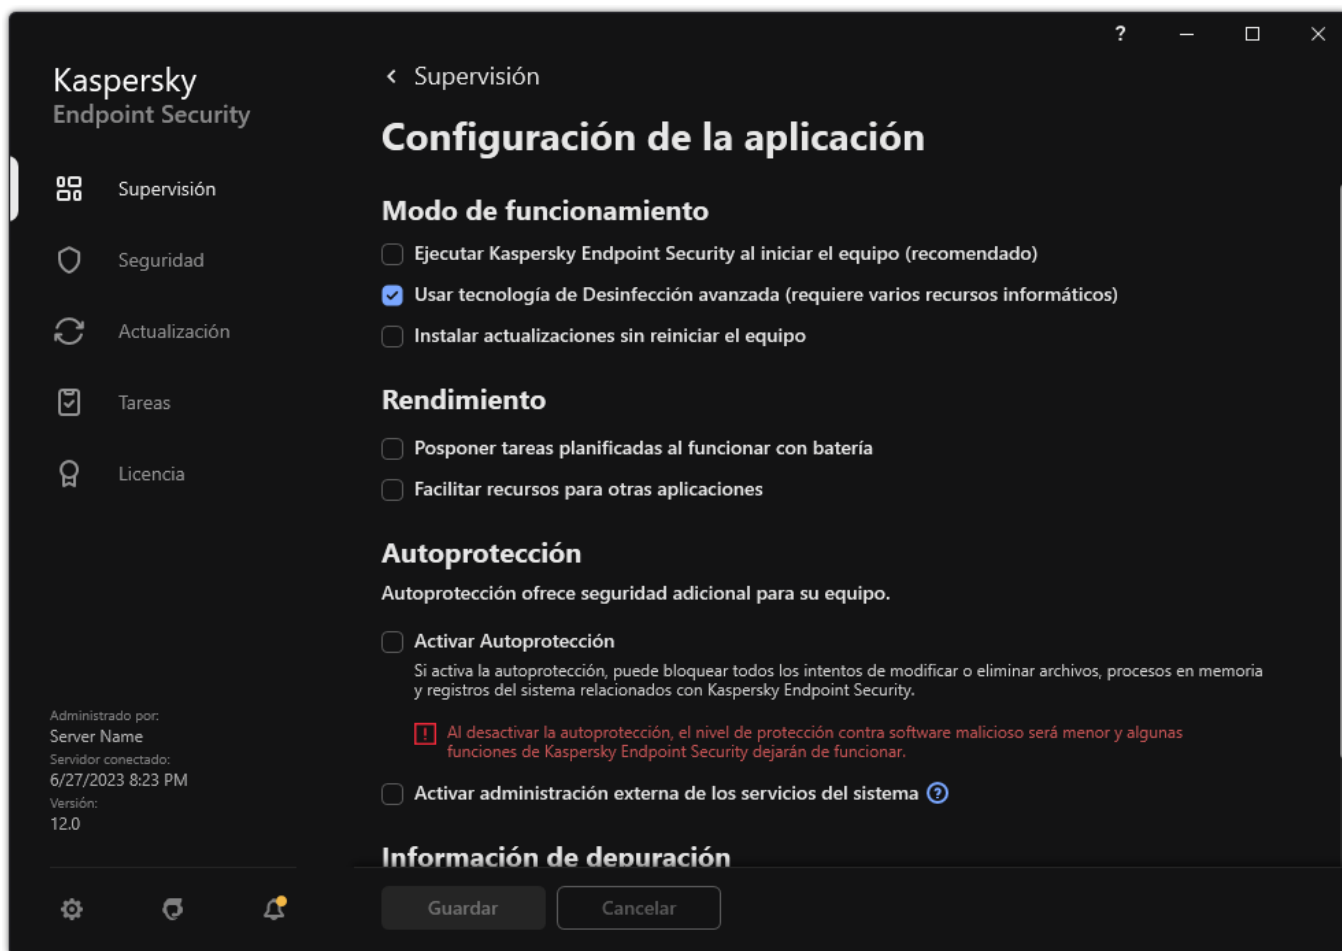 ?
Kaspersky
Endpoint Security
Supervisión
Seguridad
Actualización
Tareas
Licencia
Administrado por:
Server Name
Servidor conectado:
6/27/2023 8:23 PM
Versión:
12.0
Supervisión
Configuración de la aplicación
Modo de funcionamiento
Ejecutar Kaspersky Endpoint Security al iniciar el equipo (recomendado)
Usar tecnología de Desinfección avanzada (requiere varios recursos informáticos)
Instalar actualizaciones sin reiniciar el equipo
Rendimiento
Posponer tareas planificadas al funcionar con batería
Facilitar recursos para otras aplicaciones
Autoprotección
Autoprotección ofrece seguridad adicional para su equipo.
Activar Autoprotección
Si activa la autoprotección, puede bloquear todos los intentos de modificar o eliminar archivos, procesos en memoria
y registros del sistema relacionados con Kaspersky Endpoint Security.
Al desactivar la autoprotección, el nivel de protección contra software malicioso será menor y algunas
funciones de Kaspersky Endpoint Security dejarán de funcionar.
Activar administración externa de los servicios del sistema ?
Información de depuración
Guardar
Cancelar